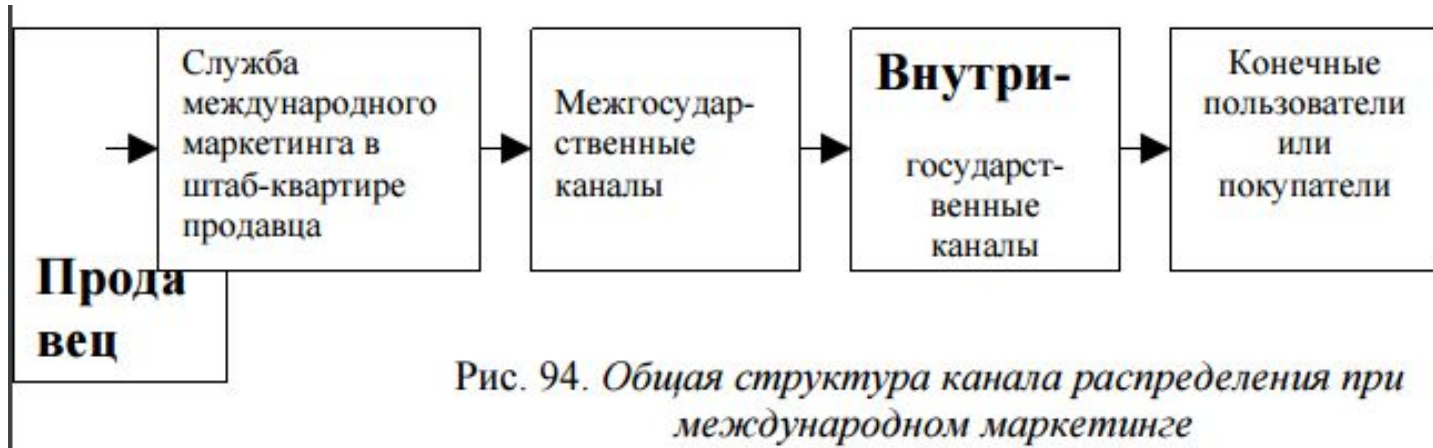 Прода
вец
Служба
международного
маркетинга в
штаб-квартире
продавца
Межгосудар-
ственные
каналы
Внутри-
государст-
венные
каналы
Конечные
пользователи
или
покупатели
Рис. 94. Общая структура канала распределения при
международном маркетинге